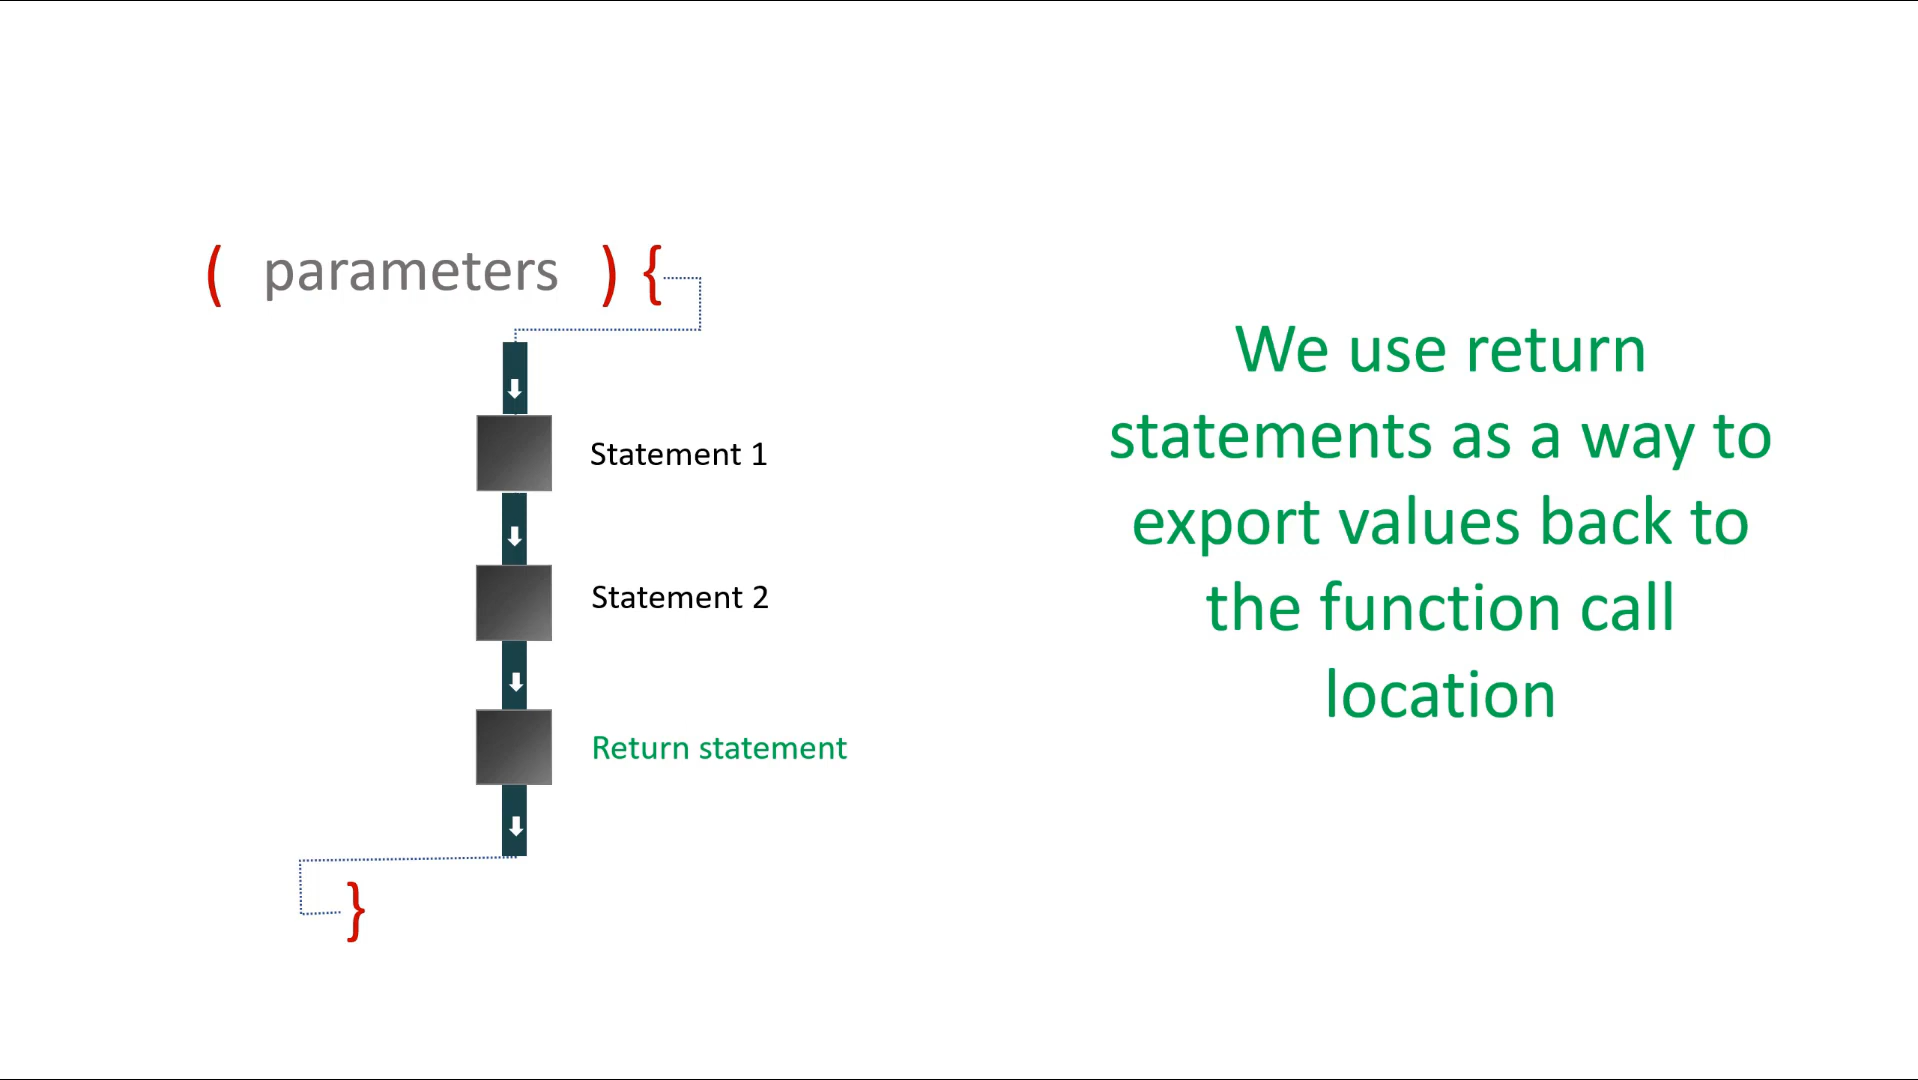 ( parameters ) {
Statement 1
Statement 2
Return statement
}
We use return
statements as a way to
export values back to
the function call
location